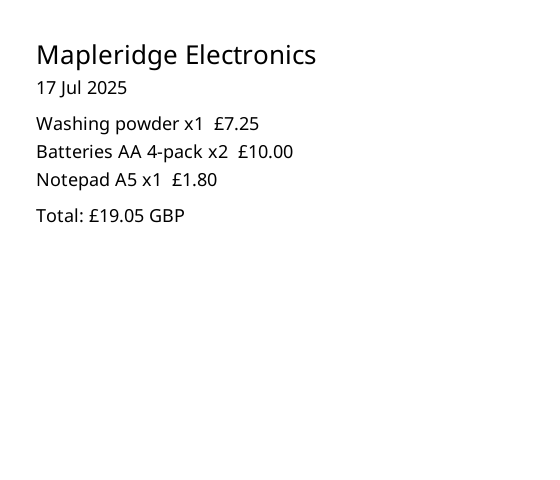 Mapleridge Electronics
17 Jul 2025
Washing powder x1  £7.25
Batteries AA 4-pack x2  £10.00
Notepad A5 x1  £1.80
Total: £19.05 GBP